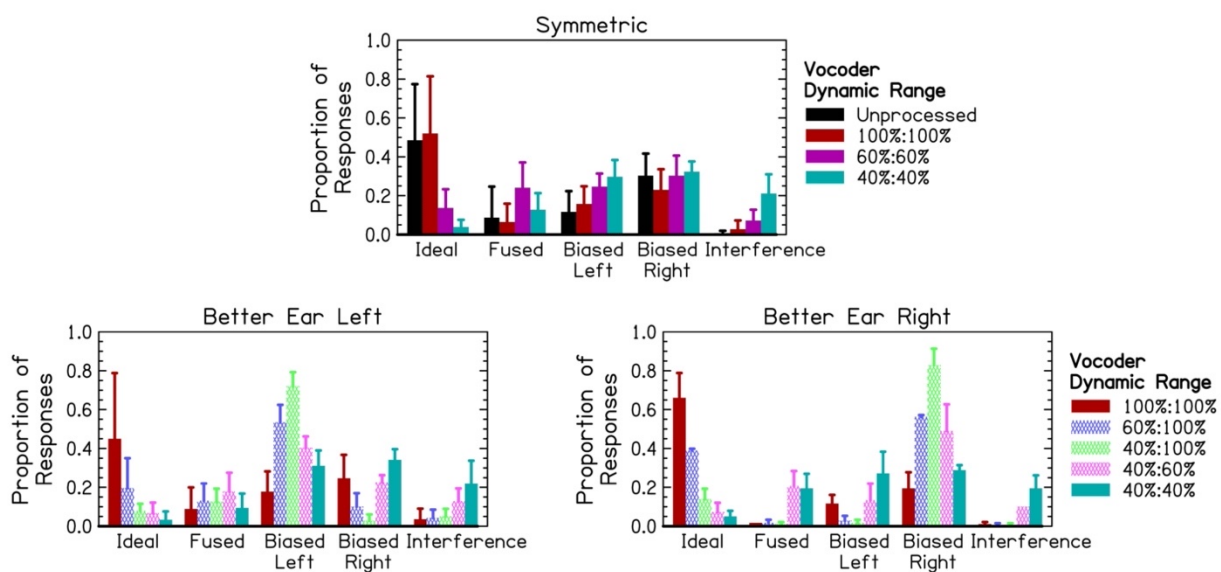 Symmetric
Proportion of
Responses
1.0
0.8
0.6
0.4
0.2
0.0
Ideal
Fused
Biased
Left
Biased
Right
Interference
Vocoder
Dynamic Range
Unprocessed
100%:100%
60%:60%
40%:40%
Better Ear Left
Proportion of
Responses
1.0
0.8
0.6
0.4
0.2
0.0
Ideal
Fused
Biased
Left
Biased
Right
Interference
Better Ear Right
Proportion of
Responses
1.0
0.8
0.6
0.4
0.2
0.0
Ideal
Fused
Biased
Left
Biased
Right
Interference
Vocoder
Dynamic Range
100%:100%
60%:100%
40%:100%
40%:60%
40%:40%